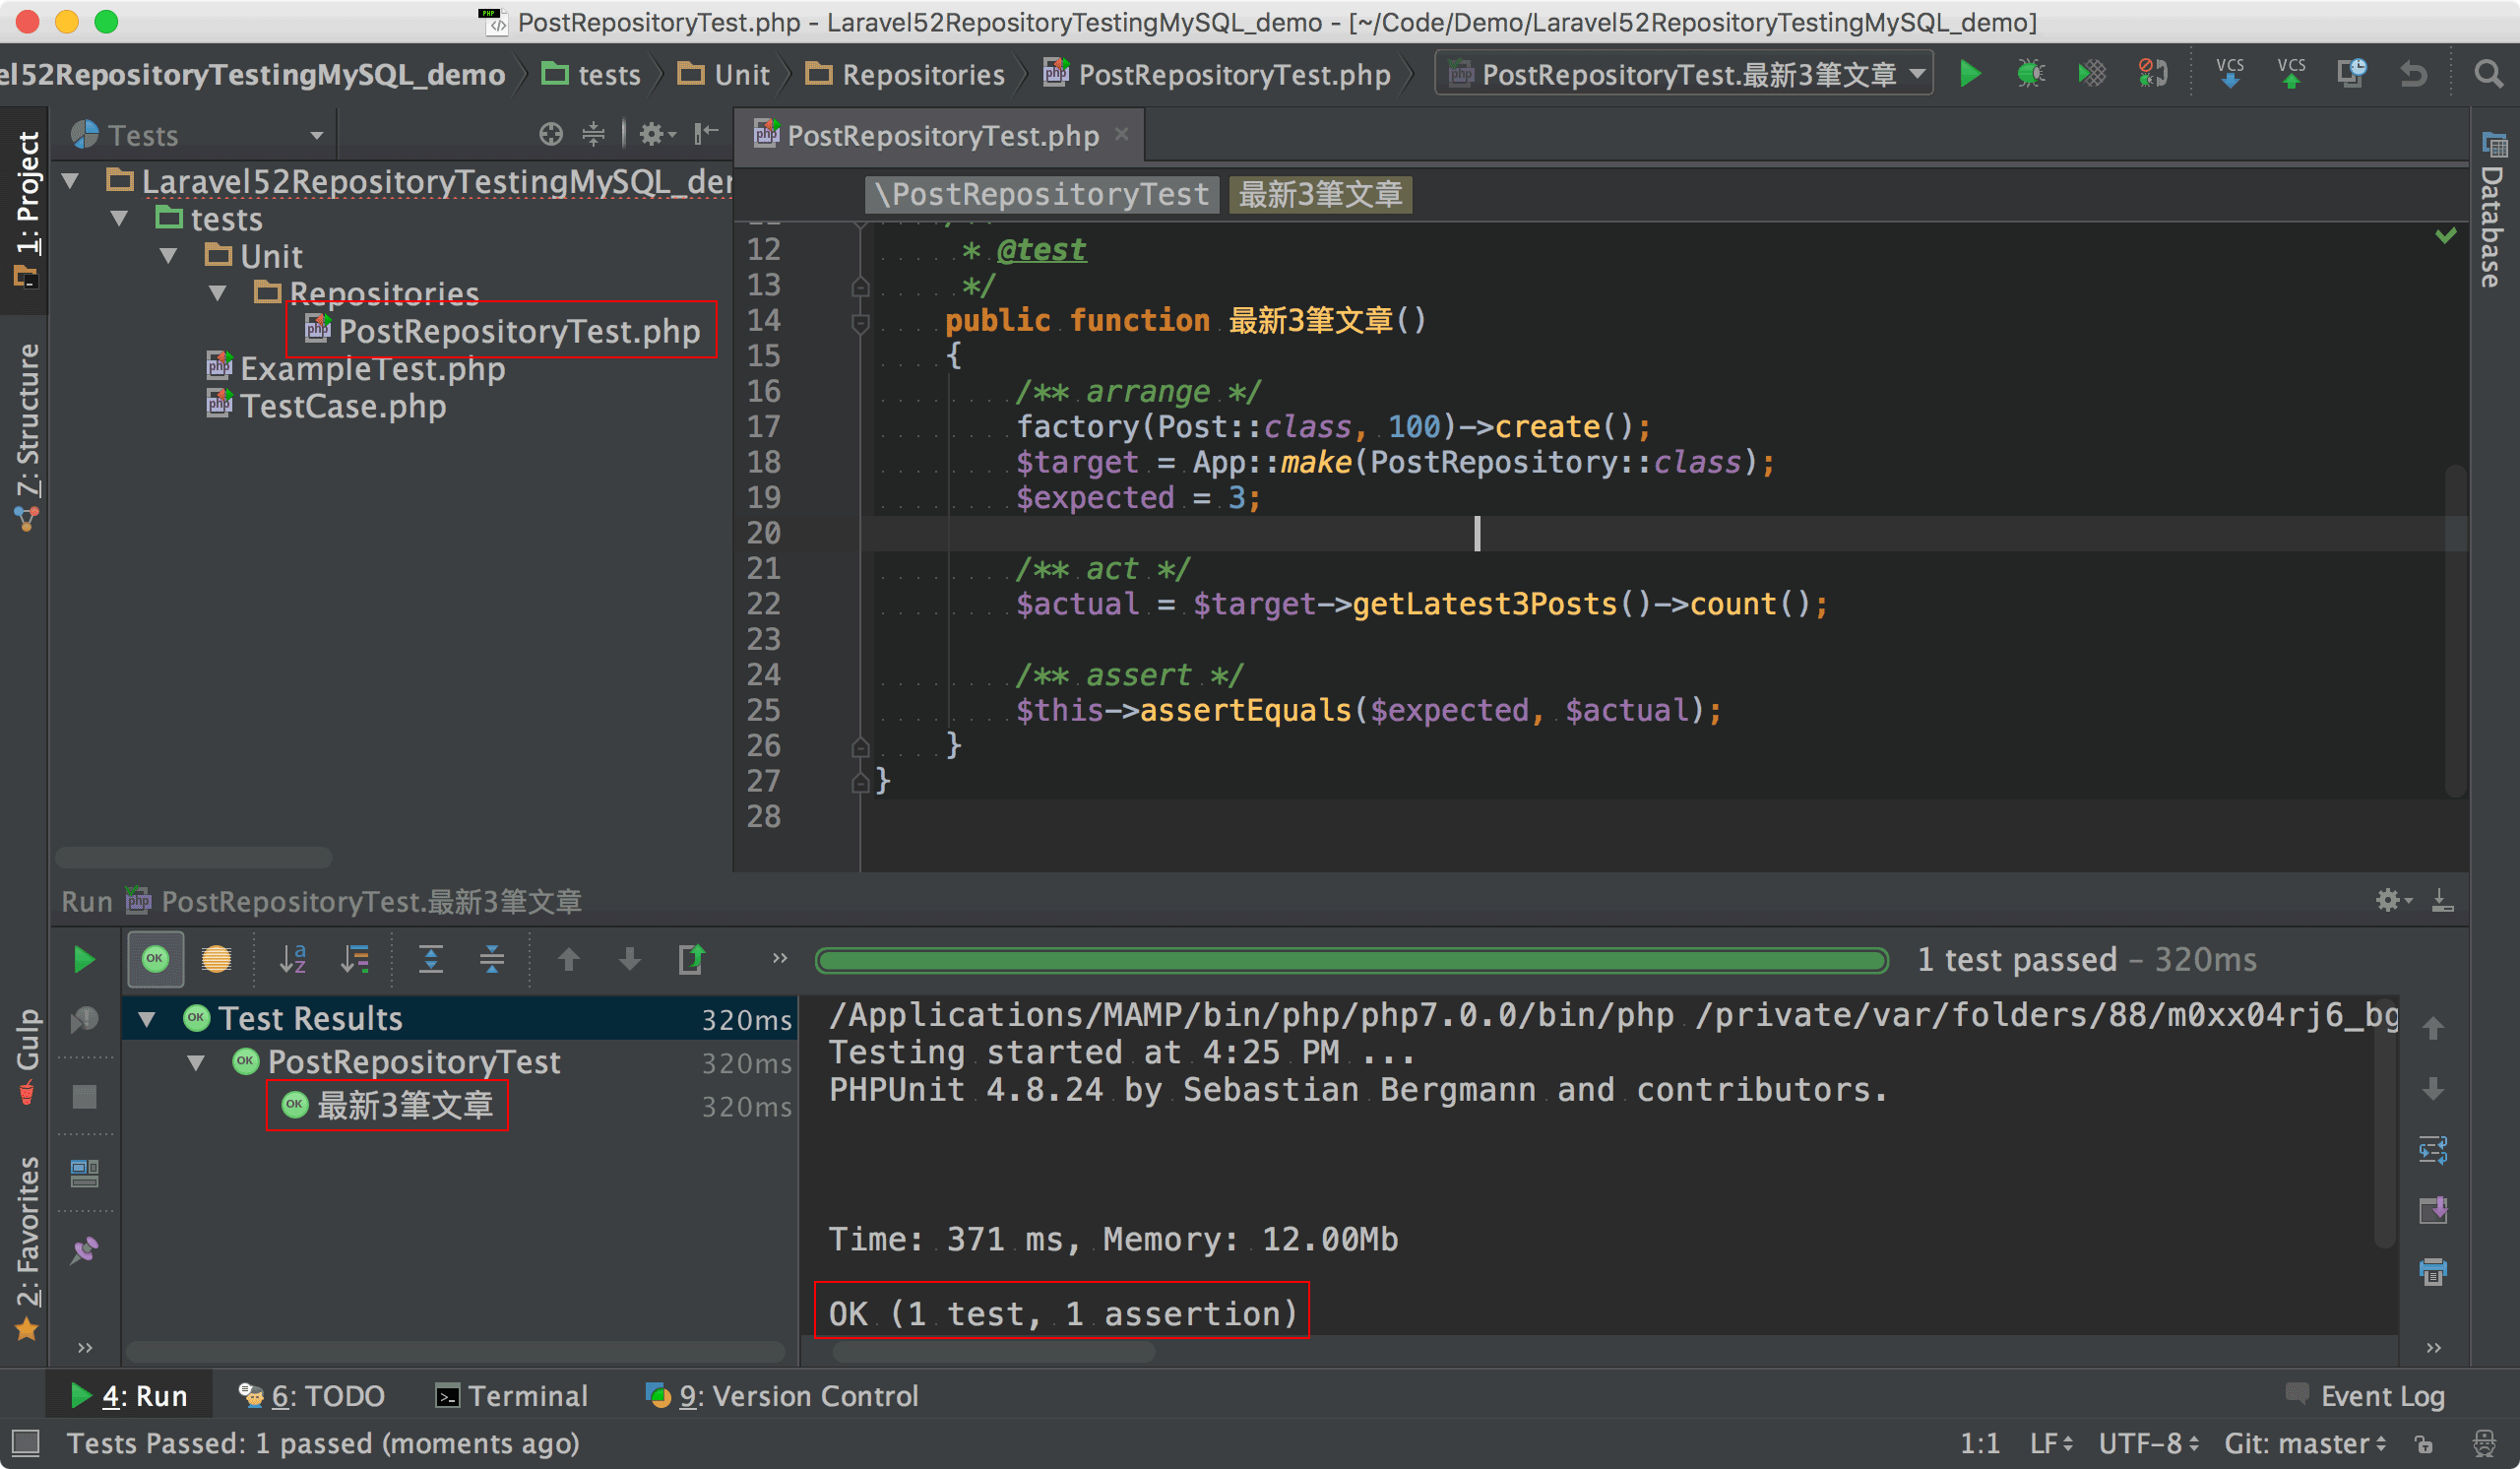 PostRepositoryTest.php - Laravel52RepositoryTestingMySQL_demo - [~/Code/Demo/Laravel52RepositoryTestingMySQL_demo]
el52RepositoryTestingMySQL_demo tests Unit Repositories PostRepositoryTest.php PostRepositoryTest.最新3筆文章 VCS VCS
Tests
PostRepositoryTest.php
1: Project
7: Structure
Gulp
2: Favorites
Database
Laravel52RepositoryTestingMySQL_der
tests
Unit
Repositories
PostRepositoryTest.php
ExampleTest.php
TestCase.php
\PostRepositoryTest 最新3筆文章
12 * @test
13 */
14 public function 最新3筆文章()
15 {
16 /** arrange */
17 factory(Post::class, 100)->create();
18 $target = App::make(PostRepository::class);
19 $expected = 3;
20
21 /** act */
22 $actual = $target->getLatest3Posts()->count();
23
24 /** assert */
25 $this->assertEquals($expected, $actual);
26 }
27 }
28
Run PostRepositoryTest.最新3筆文章
1 test passed – 320ms
Test Results 320ms
PostRepositoryTest 320ms
最新3筆文章 320ms
/Applications/MAMP/bin/php/php7.0.0/bin/php /private/var/folders/88/m0xx04rj6_bg
Testing started at 4:25 PM ...
PHPUnit 4.8.24 by Sebastian Bergmann and contributors.
Time: 371 ms, Memory: 12.00Mb
OK (1 test, 1 assertion)
4: Run 6: TODO Terminal 9: Version Control Event Log
Tests Passed: 1 passed (moments ago) 1:1 LF UTF-8 Git: master